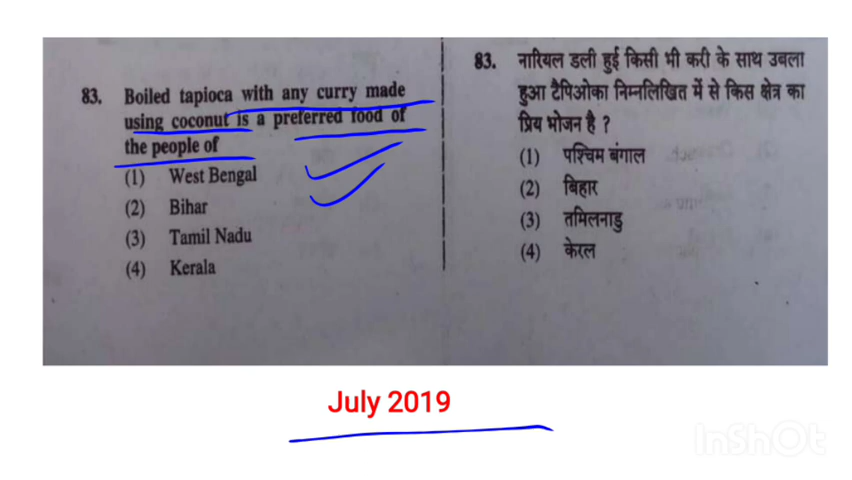 83. Boiled tapioca with any curry made
using coconut is a preferred food of
the people of
(1) West Bengal
(2) Bihar
(3) Tamil Nadu
(4) Kerala
83. नारियल डली हुई किसी भी करी के साथ उबला
हुआ टैपिओका निम्नलिखित में से किस क्षेत्र का
प्रिय भोजन है ?
(1) पश्चिम बंगाल
(2) बिहार
(3) तमिलनाडु
(4) केरल
July 2019
InShOt